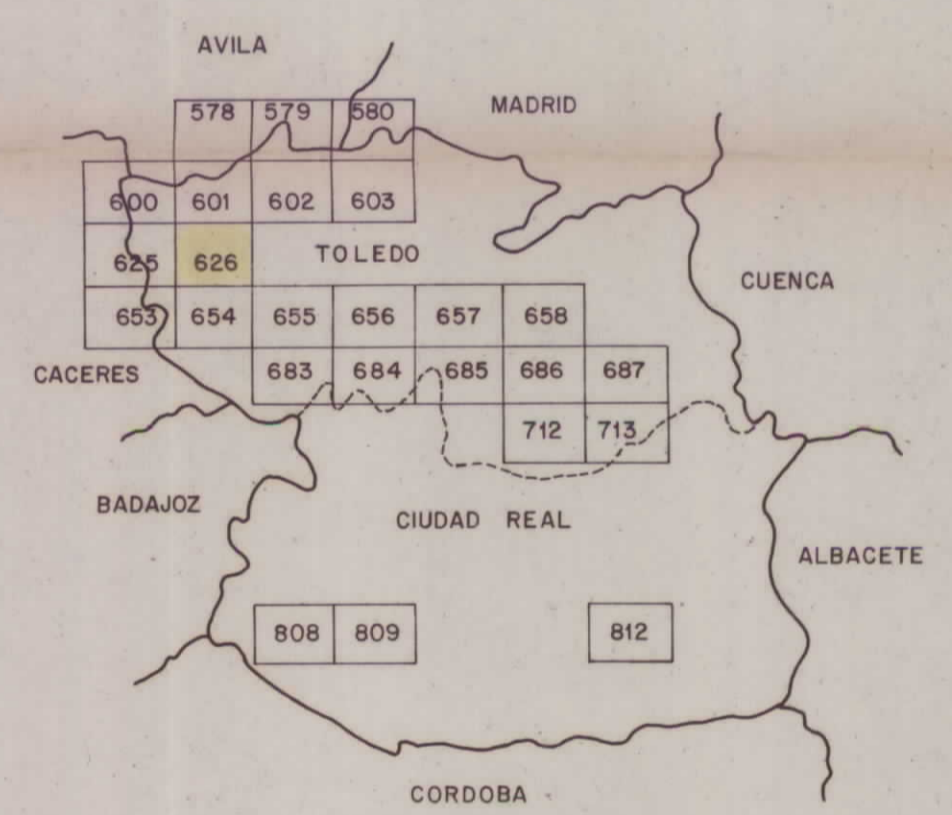 AVILA
MADRID
578 579 580
600 601 602 603
TOLEDO
625 626
CUENCA
653 654 655 656 657 658
CACERES
683 684 685 686 687
712 713
BADAJOZ
CIUDAD REAL
ALBACETE
808 809 812
CORDOBA